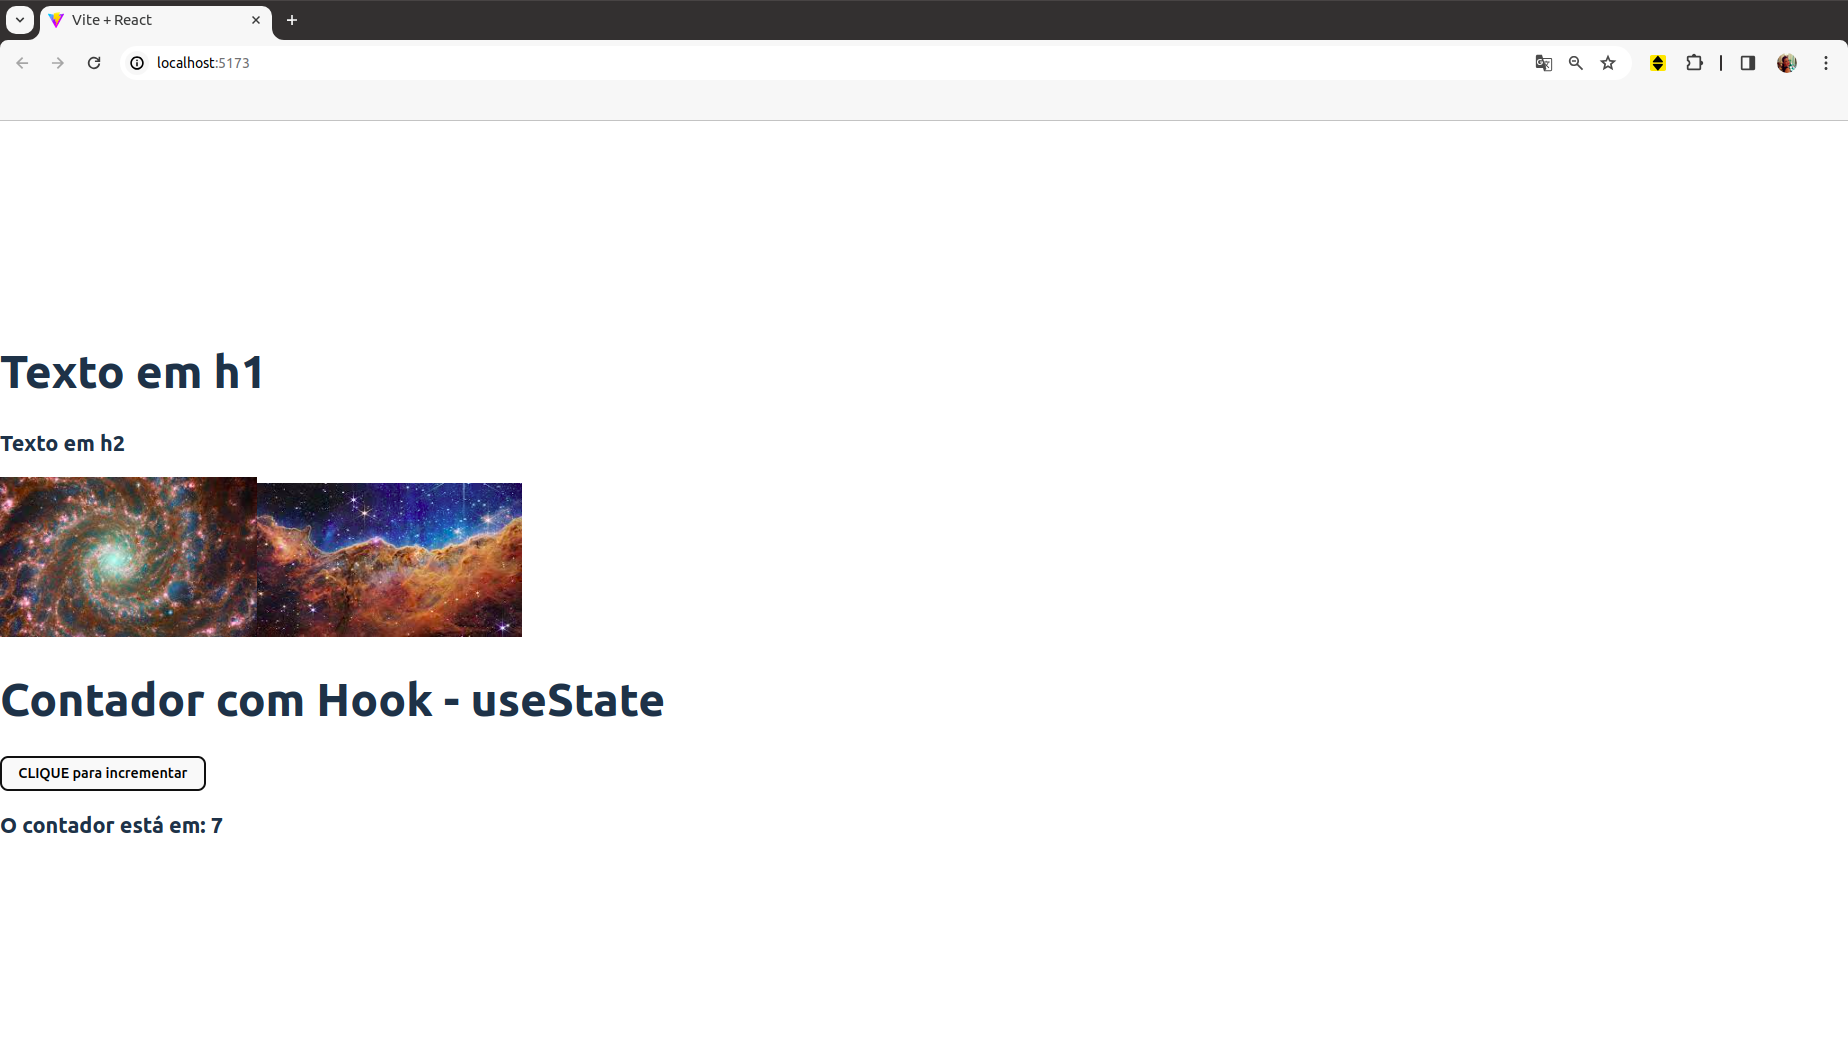 Vite + React
localhost:5173
Texto em h1
Texto em h2
Contador com Hook - useState
CLIQUE para incrementar
O contador está em: 7